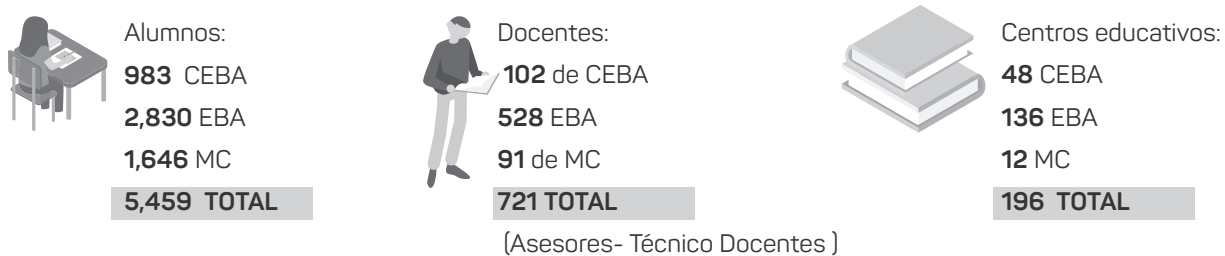 Alumnos:
983 CEBA
2,830 EBA
1,646 MC
5,459 TOTAL
Docentes:
102 de CEBA
528 EBA
91 de MC
721 TOTAL
(Asesores- Técnico Docentes )
Centros educativos:
48 CEBA
136 EBA
12 MC
196 TOTAL